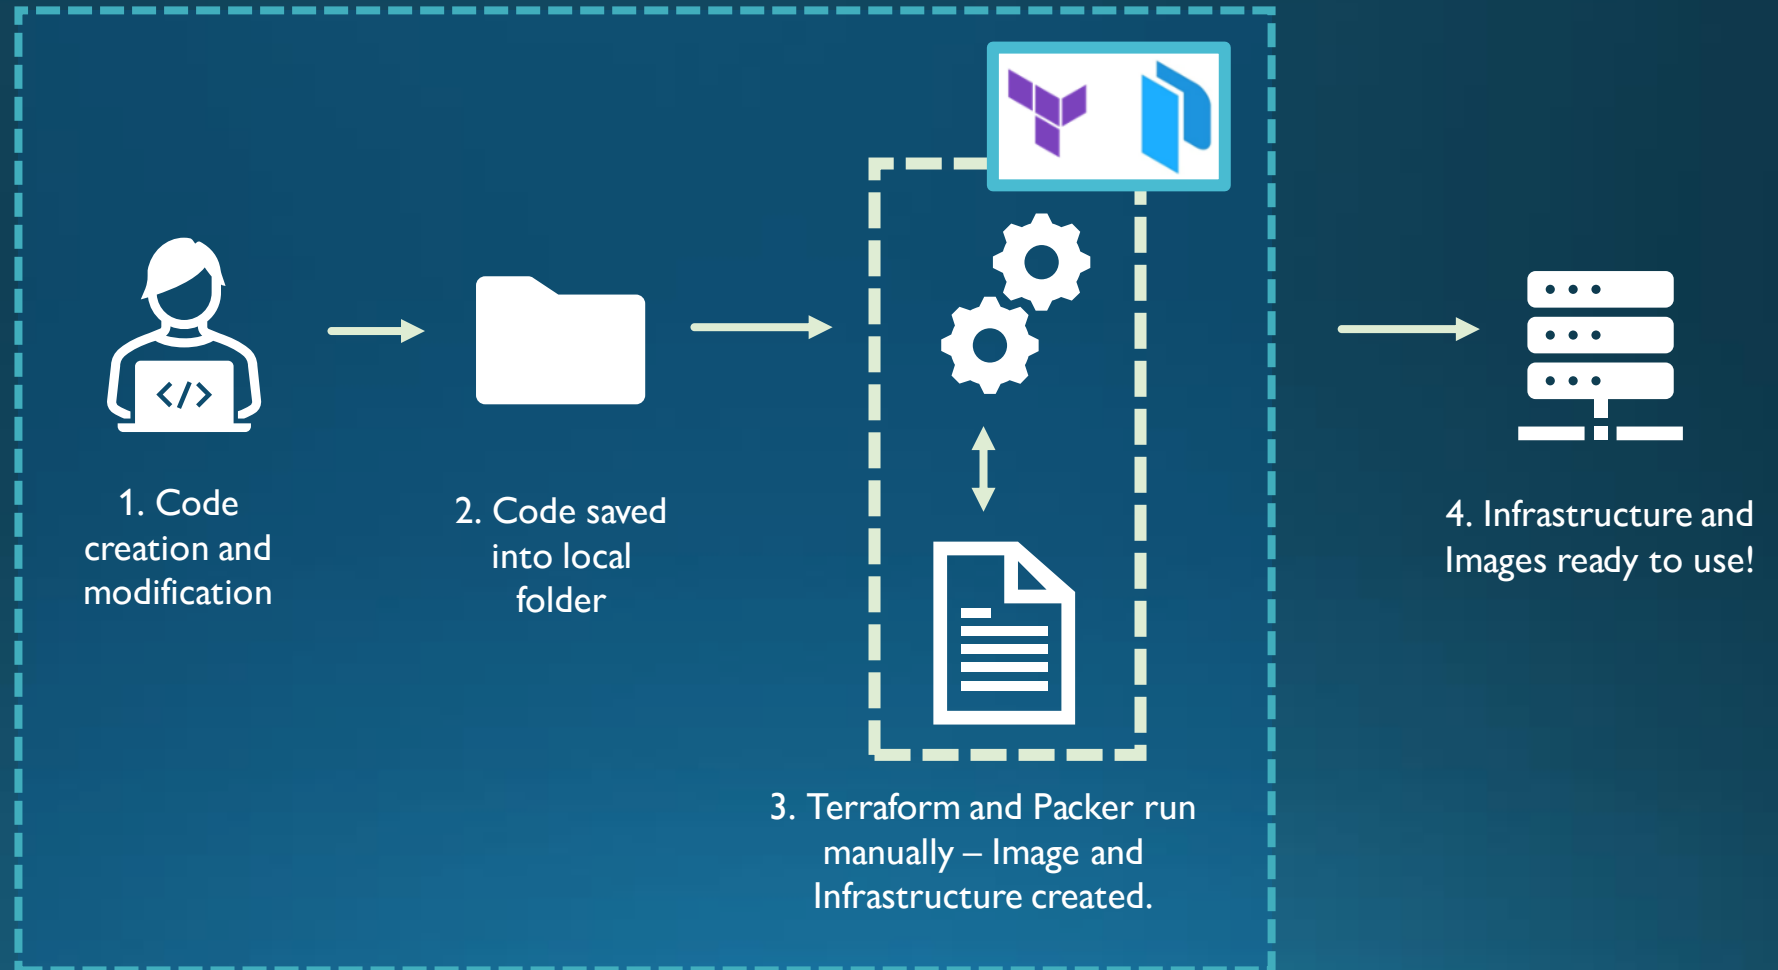 </>
1. Code
creation and
modification
2. Code saved
into local
folder
3. Terraform and Packer run
manually – Image and
Infrastructure created.
4. Infrastructure and
Images ready to use!